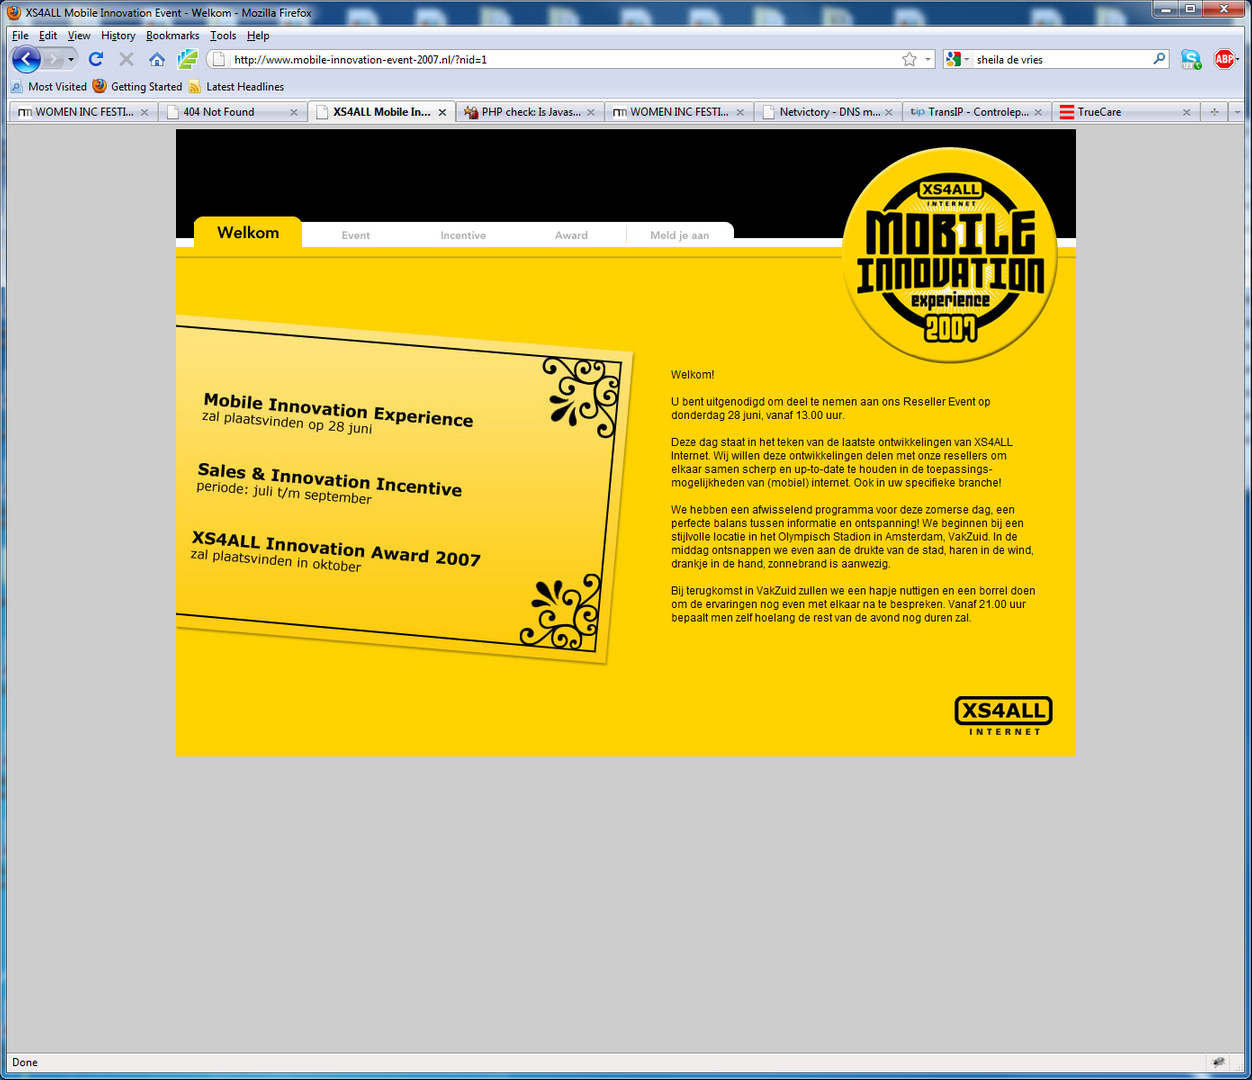 XS4ALL Mobile Innovation Event - Welkom - Mozilla Firefox
File Edit View History Bookmarks Tools Help
http://www.mobile-innovation-event-2007.nl/?nid=1
sheila de vries
ABP
Most Visited Getting Started Latest Headlines
WOMEN INC FESTI... 404 Not Found XS4ALL Mobile In... PHP check: Is Javas... WOMEN INC FESTI... Netvictory - DNS m... tip TransIP - Controlep... TrueCare
Welkom Event Incentive Award Meld je aan
XS4ALL
INTERNET
MOBILE
INNOVATION
experience
2007
Mobile Innovation Experience
zal plaatsvinden op 28 juni
Sales & Innovation Incentive
periode: juli t/m september
XS4ALL Innovation Award 2007
zal plaatsvinden in oktober
Welkom!
U bent uitgenodigd om deel te nemen aan ons Reseller Event op
donderdag 28 juni, vanaf 13.00 uur.
Deze dag staat in het teken van de laatste ontwikkelingen van XS4ALL
Internet. Wij willen deze ontwikkelingen delen met onze resellers om
elkaar samen scherp en up-to-date te houden in de toepassings-
mogelijkheden van (mobiel) internet. Ook in uw specifieke branche!
We hebben een afwisselend programma voor deze zomerse dag, een
perfecte balans tussen informatie en ontspanning! We beginnen bij een
stijlvolle locatie in het Olympisch Stadion in Amsterdam, VakZuid. In de
middag ontsnappen we even aan de drukte van de stad, haren in de wind,
drankje in de hand, zonnebrand is aanwezig.
Bij terugkomst in VakZuid zullen we een hapje nuttigen en een borrel doen
om de ervaringen nog even met elkaar na te bespreken. Vanaf 21.00 uur
bepaalt men zelf hoelang de rest van de avond nog duren zal.
XS4ALL
INTERNET
Done